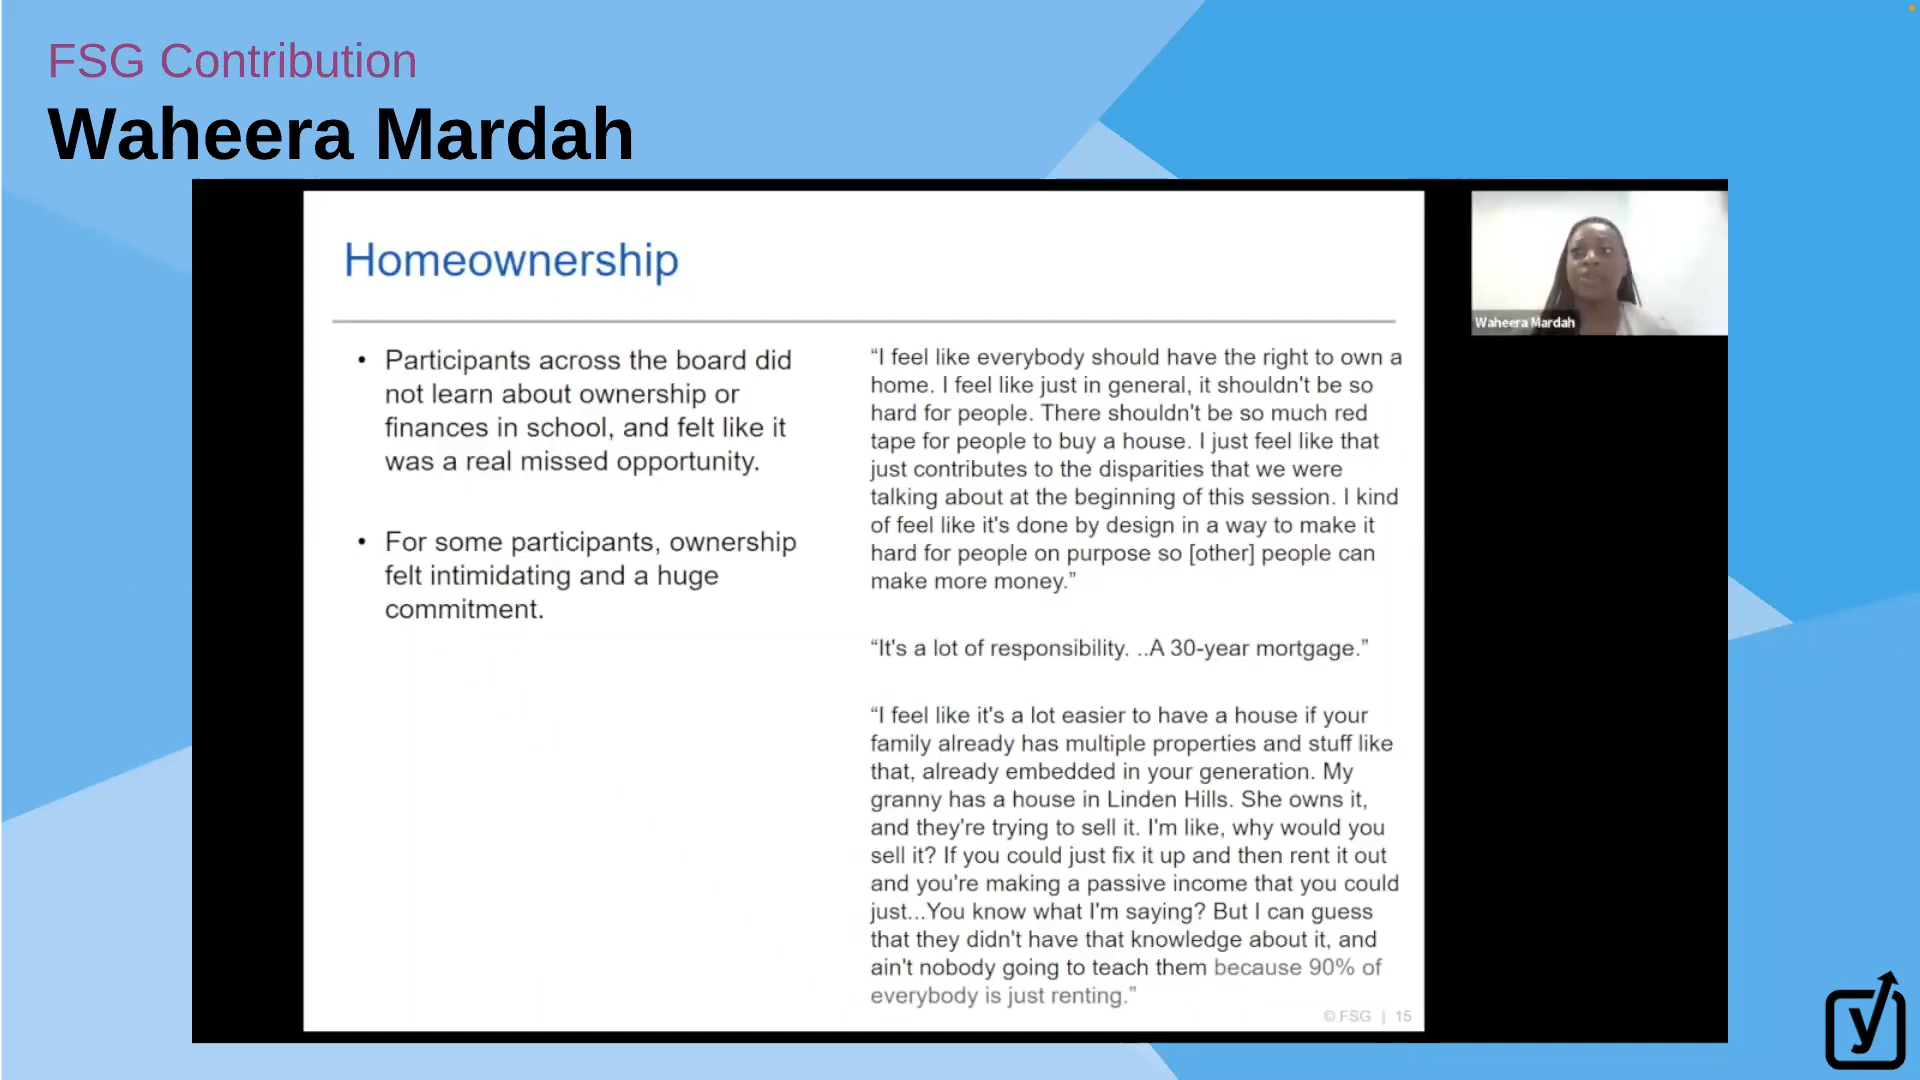 FSG Contribution
Waheera Mardah
Homeownership
• Participants across the board did
not learn about ownership or
finances in school, and felt like it
was a real missed opportunity.
• For some participants, ownership
felt intimidating and a huge
commitment.
“I feel like everybody should have the right to own a
home. I feel like just in general, it shouldn't be so
hard for people. There shouldn't be so much red
tape for people to buy a house. I just feel like that
just contributes to the disparities that we were
talking about at the beginning of this session. I kind
of feel like it's done by design in a way to make it
hard for people on purpose so [other] people can
make more money.”
“It's a lot of responsibility. ..A 30-year mortgage.”
“I feel like it's a lot easier to have a house if your
family already has multiple properties and stuff like
that, already embedded in your generation. My
granny has a house in Linden Hills. She owns it,
and they're trying to sell it. I'm like, why would you
sell it? If you could just fix it up and then rent it out
and you're making a passive income that you could
just...You know what I'm saying? But I can guess
that they didn't have that knowledge about it, and
ain't nobody going to teach them because 90% of
everybody is just renting.”
© FSG | 15
Waheera Mardah
y